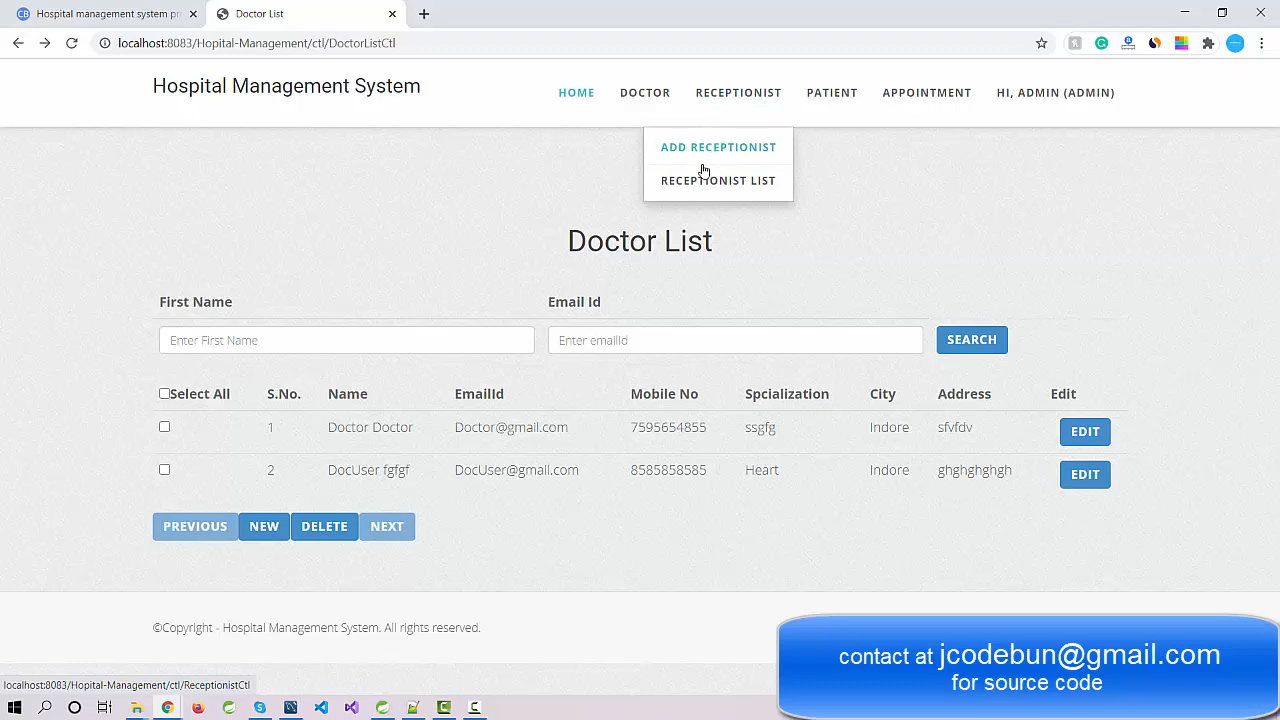 Hospital management system pr
Doctor List
localhost:8083/Hopital-Management/ctl/DoctorListCtl
Hospital Management System
HOME DOCTOR RECEPTIONIST PATIENT APPOINTMENT HI, ADMIN (ADMIN)
ADD RECEPTIONIST
RECEPTIONIST LIST
Doctor List
First Name Email Id
Enter First Name Enter emailId SEARCH
Select All S.No. Name EmailId Mobile No Spcialization City Address Edit
1 Doctor Doctor Doctor@gmail.com 7595654855 ssgfg Indore sfvfdv EDIT
2 DocUser fgfgf DocUser@gmail.com 8585858585 Heart Indore ghghghghgh EDIT
PREVIOUS NEW DELETE NEXT
©Copyright - Hospital Management System. All rights reserved.
contact at jcodebun@gmail.com
for source code
localhost:8083/Hopital-Management/ctl/ReceptionistCtl